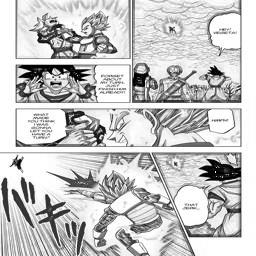 HEY!
VEGETA!
FORGET
ABOUT
MY TURN.
JUST
FINISH HIM
ALREADY!
HMPH!
WHAT
MADE
YOU THINK
I WAS
GONNA
LET YOU
HAVE A
TURN?
THAT
JERK...